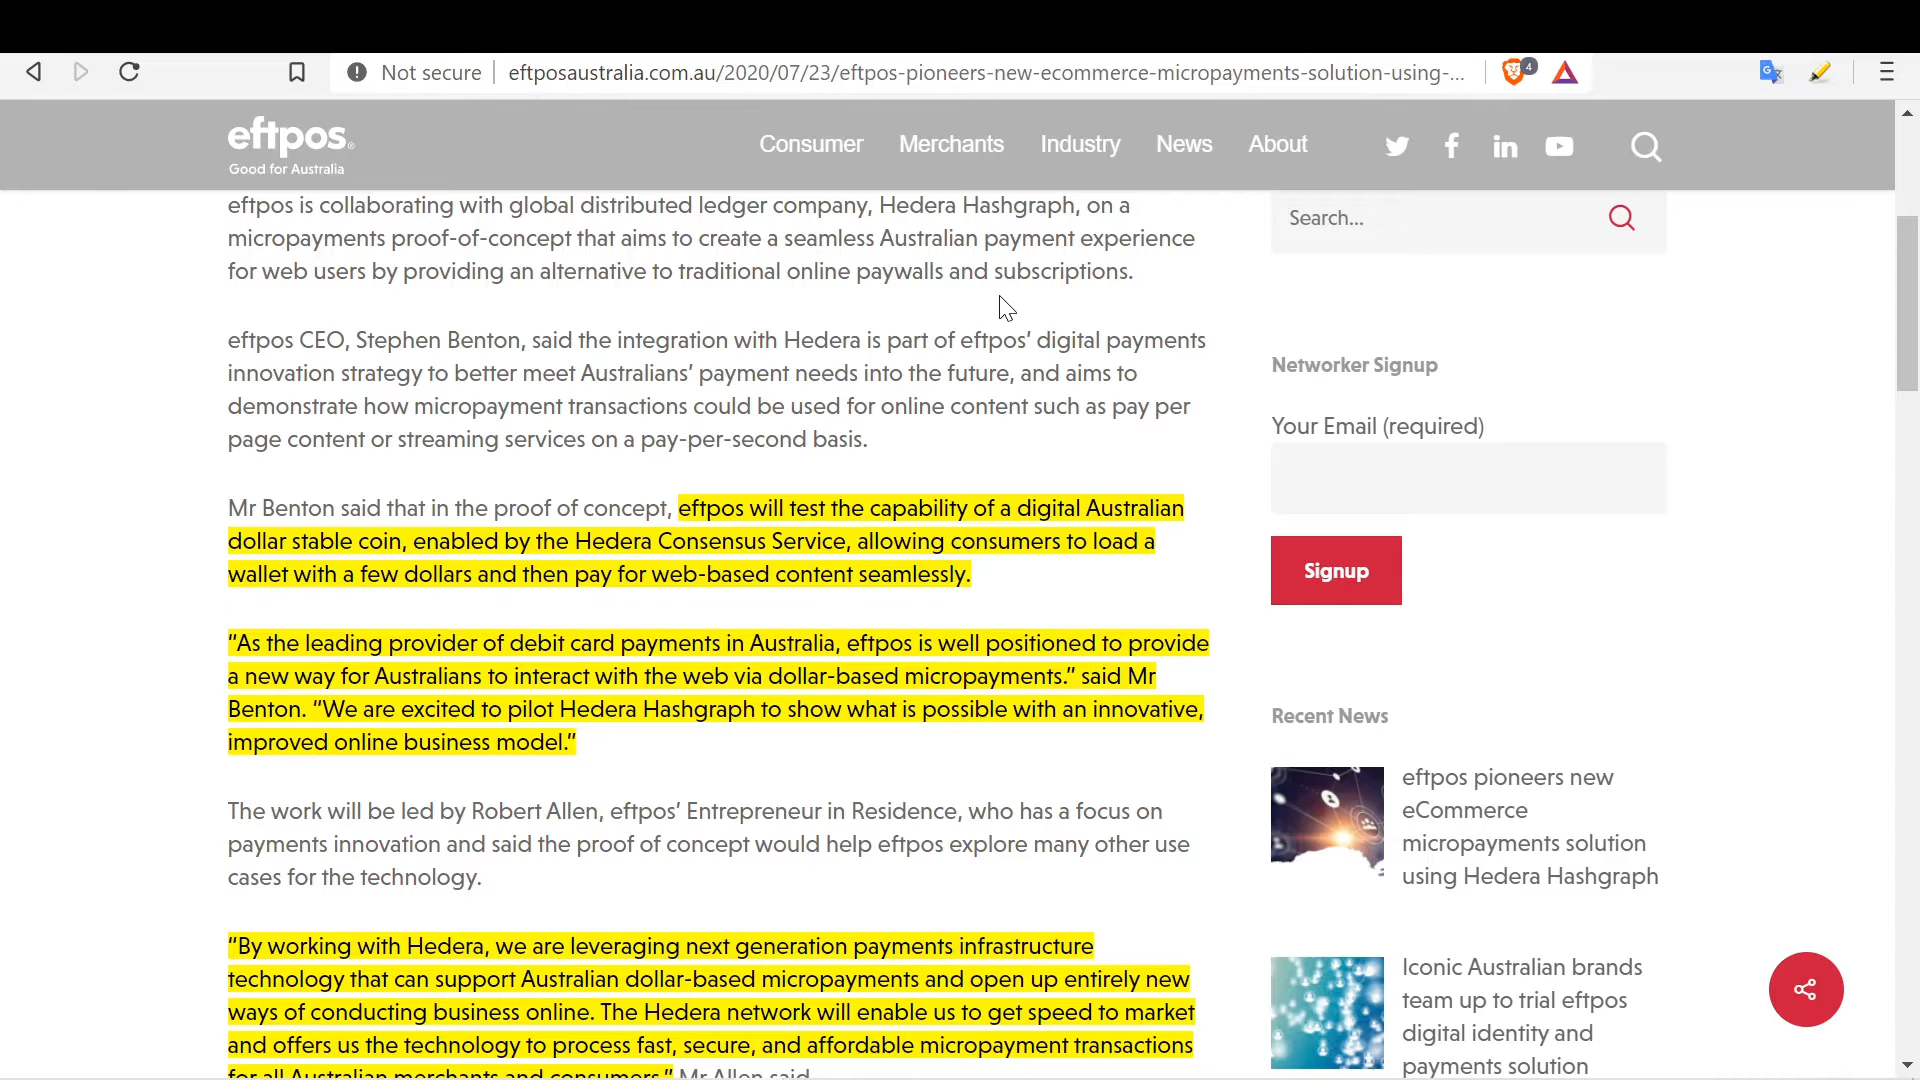 Not secure
eftposaustralia.com.au/2020/07/23/eftpos-pioneers-new-ecommerce-micropayments-solution-using-...
4
eftpos
Good for Australia
Consumer Merchants Industry News About
eftpos is collaborating with global distributed ledger company, Hedera Hashgraph, on a
micropayments proof-of-concept that aims to create a seamless Australian payment experience
for web users by providing an alternative to traditional online paywalls and subscriptions.
eftpos CEO, Stephen Benton, said the integration with Hedera is part of eftpos’ digital payments
innovation strategy to better meet Australians’ payment needs into the future, and aims to
demonstrate how micropayment transactions could be used for online content such as pay per
page content or streaming services on a pay-per-second basis.
Mr Benton said that in the proof of concept, eftpos will test the capability of a digital Australian
dollar stable coin, enabled by the Hedera Consensus Service, allowing consumers to load a
wallet with a few dollars and then pay for web-based content seamlessly.
“As the leading provider of debit card payments in Australia, eftpos is well positioned to provide
a new way for Australians to interact with the web via dollar-based micropayments.” said Mr
Benton. “We are excited to pilot Hedera Hashgraph to show what is possible with an innovative,
improved online business model.”
The work will be led by Robert Allen, eftpos’ Entrepreneur in Residence, who has a focus on
payments innovation and said the proof of concept would help eftpos explore many other use
cases for the technology.
“By working with Hedera, we are leveraging next generation payments infrastructure
technology that can support Australian dollar-based micropayments and open up entirely new
ways of conducting business online. The Hedera network will enable us to get speed to market
and offers us the technology to process fast, secure, and affordable micropayment transactions
for all Australian merchants and consumers.” Mr Allen said
Search...
Networker Signup
Your Email (required)
Signup
Recent News
eftpos pioneers new
eCommerce
micropayments solution
using Hedera Hashgraph
Iconic Australian brands
team up to trial eftpos
digital identity and
payments solution